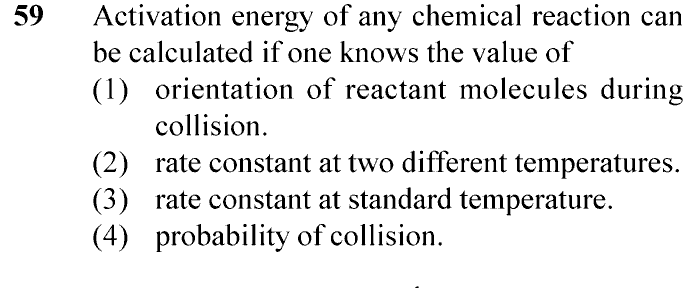 59 Activation energy of any chemical reaction can
be calculated if one knows the value of
(1) orientation of reactant molecules during
collision.
(2) rate constant at two different temperatures.
(3) rate constant at standard temperature.
(4) probability of collision.